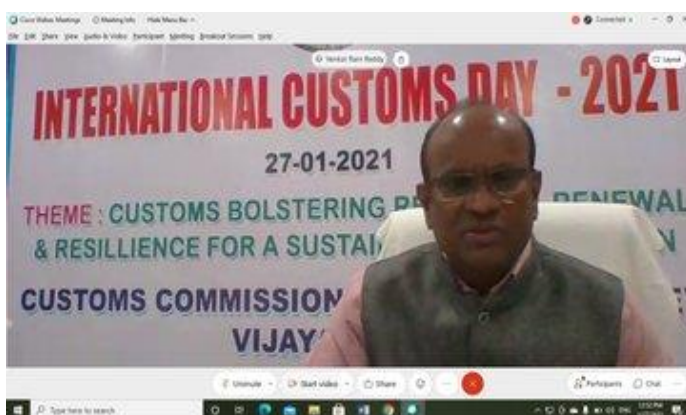 Cisco Webex Meetings Meeting Info Hide Menu Bar
File Edit Share View Audio & Video Participant Meeting Breakout Sessions Help
Connected
Venkat Ram Reddy
Layout
INTERNATIONAL CUSTOMS DAY - 2021
27-01-2021
THEME : CUSTOMS BOLSTERING RENEWAL
& RESILLIENCE FOR A
CUSTOMS COMMISSION
VIJAY
Unmute Start video Share
Participants Chat
Type here to search